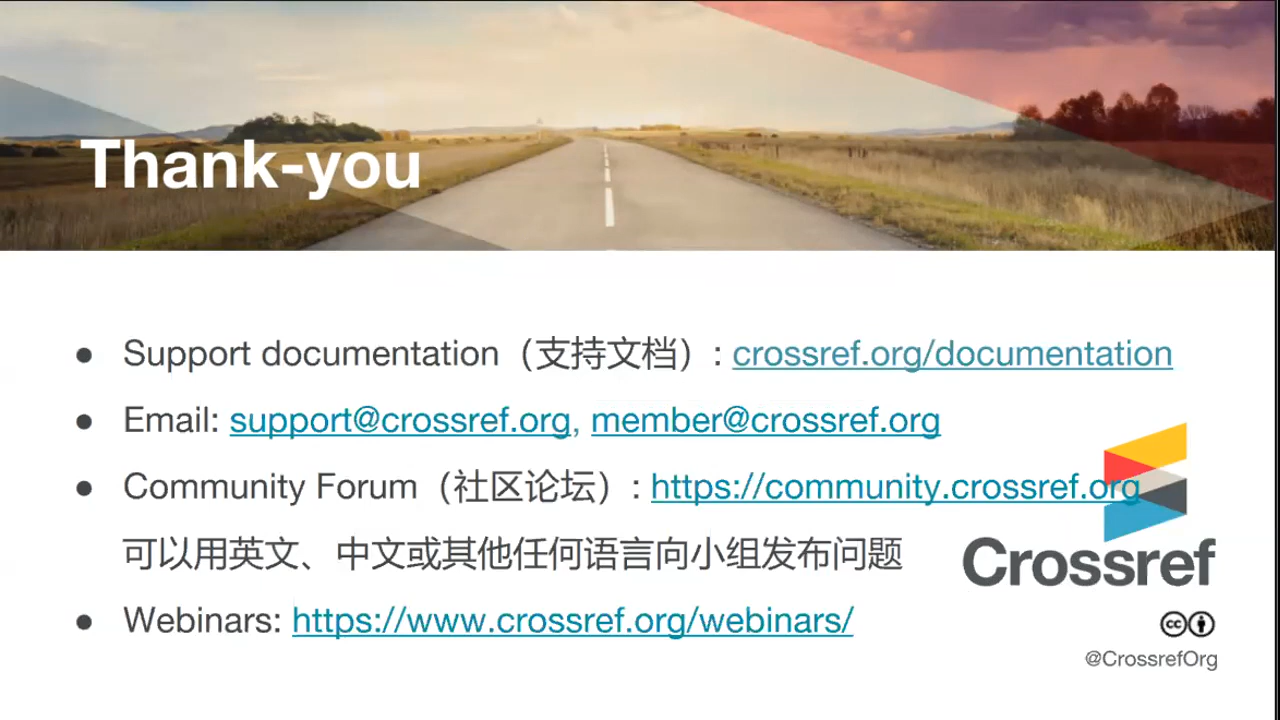 Thank-you
● Support documentation（支持文档）: crossref.org/documentation
● Email: support@crossref.org, member@crossref.org
● Community Forum（社区论坛）: https://community.crossref.org
可以用英文、中文或其他任何语言向小组发布问题
● Webinars: https://www.crossref.org/webinars/
Crossref
cc
@CrossrefOrg